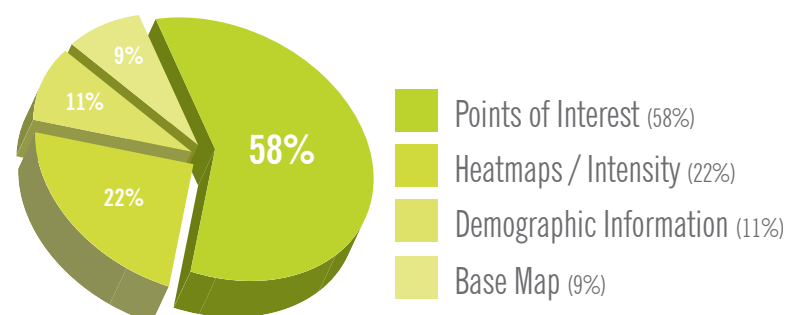 9%
11%
58%
22%
Points of Interest (58%)
Heatmaps / Intensity (22%)
Demographic Information (11%)
Base Map (9%)